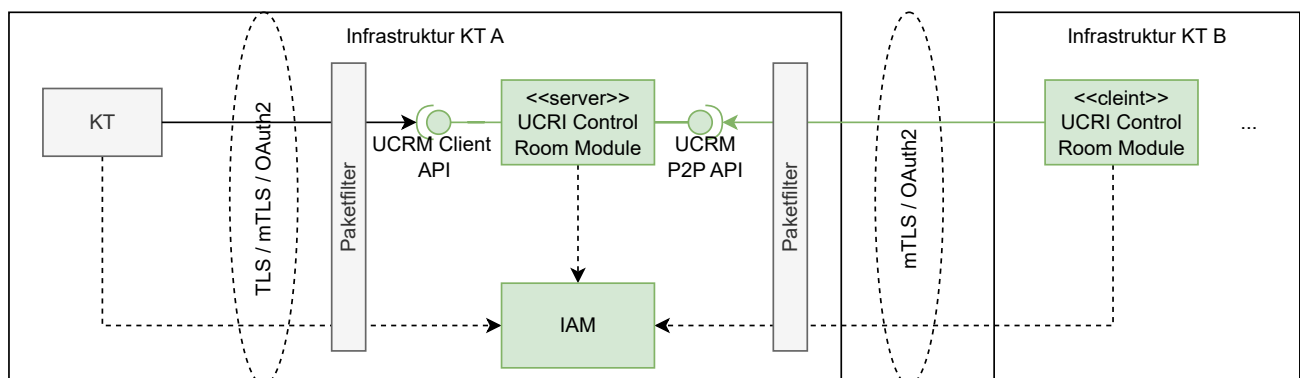 Infrastruktur KT A
Infrastruktur KT B
KT
TLS / mTLS / OAuth2
Paketfilter
UCRM Client
API
<<server>>
UCRI Control
Room Module
UCRM
P2P API
Paketfilter
mTLS / OAuth2
<<cleint>>
UCRI Control
Room Module
...
IAM